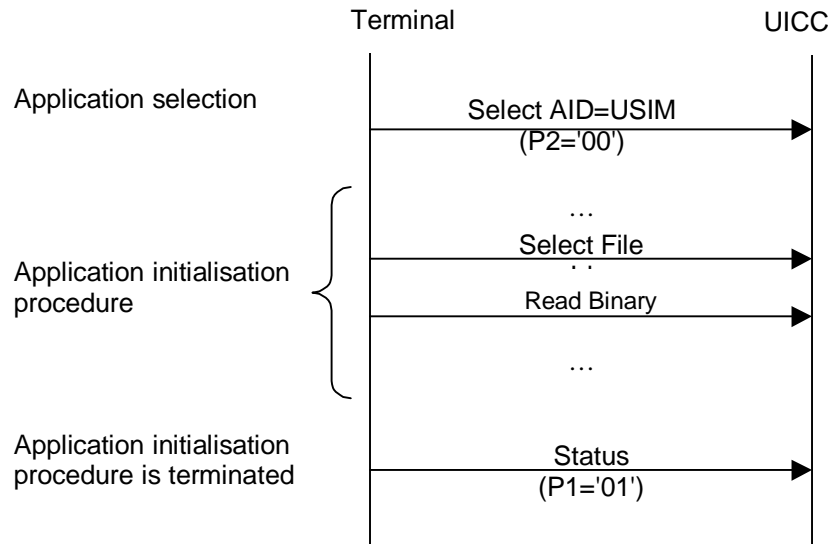 Terminal UICC
Application selection
Select AID=USIM
(P2='00')
...
Select File
. .
Application initialisation
procedure
Read Binary
...
Application initialisation
procedure is terminated
Status
(P1='01')